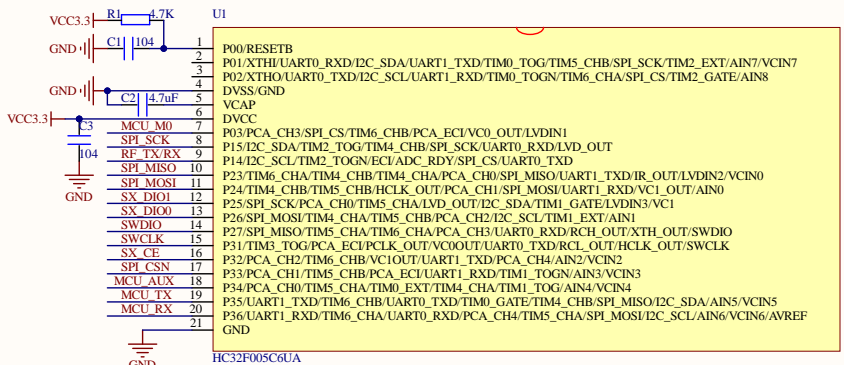 R1 4.7K U1
VCC3.3
C1 104
GND 1 P00/RESETB
2 P01/XTHI/UART0_RXD/I2C_SDA/UART1_TXD/TIM0_TOG/TIM5_CHB/SPI_SCK/TIM2_EXT/AIN7/VCIN7
3 P02/XTHO/UART0_TXD/I2C_SCL/UART1_RXD/TIM0_TOGN/TIM6_CHA/SPI_CS/TIM2_GATE/AIN8
GND 4 DVSS/GND
C2 4.7uF 5 VCAP
VCC3.3 6 DVCC
C3 MCU_M0 7 P03/PCA_CH3/SPI_CS/TIM6_CHB/PCA_ECI/VC0_OUT/LVDIN1
SPI_SCK 8 P15/I2C_SDA/TIM2_TOG/TIM4_CHB/SPI_SCK/UART0_RXD/LVD_OUT
104 RF_TX/RX 9 P14/I2C_SCL/TIM2_TOGN/ECI/ADC_RDY/SPI_CS/UART0_TXD
SPI_MISO 10 P23/TIM6_CHA/TIM4_CHB/TIM4_CHA/PCA_CH0/SPI_MISO/UART1_TXD/IR_OUT/LVDIN2/VCIN0
GND SPI_MOSI 11 P24/TIM4_CHB/TIM5_CHB/HCLK_OUT/PCA_CH1/SPI_MOSI/UART1_RXD/VC1_OUT/AIN0
SX_DIO1 12 P25/SPI_SCK/PCA_CH0/TIM5_CHA/LVD_OUT/I2C_SDA/TIM1_GATE/LVDIN3/VC1
SX_DIO0 13 P26/SPI_MOSI/TIM4_CHA/TIM5_CHB/PCA_CH2/I2C_SCL/TIM1_EXT/AIN1
SWDIO 14 P27/SPI_MISO/TIM5_CHA/TIM6_CHA/PCA_CH3/UART0_RXD/RCH_OUT/XTH_OUT/SWDIO
SWCLK 15 P31/TIM3_TOG/PCA_ECI/PCLK_OUT/VC0OUT/UART0_TXD/RCL_OUT/HCLK_OUT/SWCLK
SX_CE 16 P32/PCA_CH2/TIM6_CHB/VC1OUT/UART1_TXD/PCA_CH4/AIN2/VCIN2
SPI_CSN 17 P33/PCA_CH1/TIM5_CHB/PCA_ECI/UART1_RXD/TIM1_TOGN/AIN3/VCIN3
MCU_AUX 18 P34/PCA_CH0/TIM5_CHA/TIM0_EXT/TIM4_CHA/TIM1_TOG/AIN4/VCIN4
MCU_TX 19 P35/UART1_TXD/TIM6_CHB/UART0_TXD/TIM0_GATE/TIM4_CHB/SPI_MISO/I2C_SDA/AIN5/VCIN5
MCU_RX 20 P36/UART1_RXD/TIM6_CHA/UART0_RXD/PCA_CH4/TIM5_CHA/SPI_MOSI/I2C_SCL/AIN6/VCIN6/AVREF
21 GND
GND HC32F005C6UA